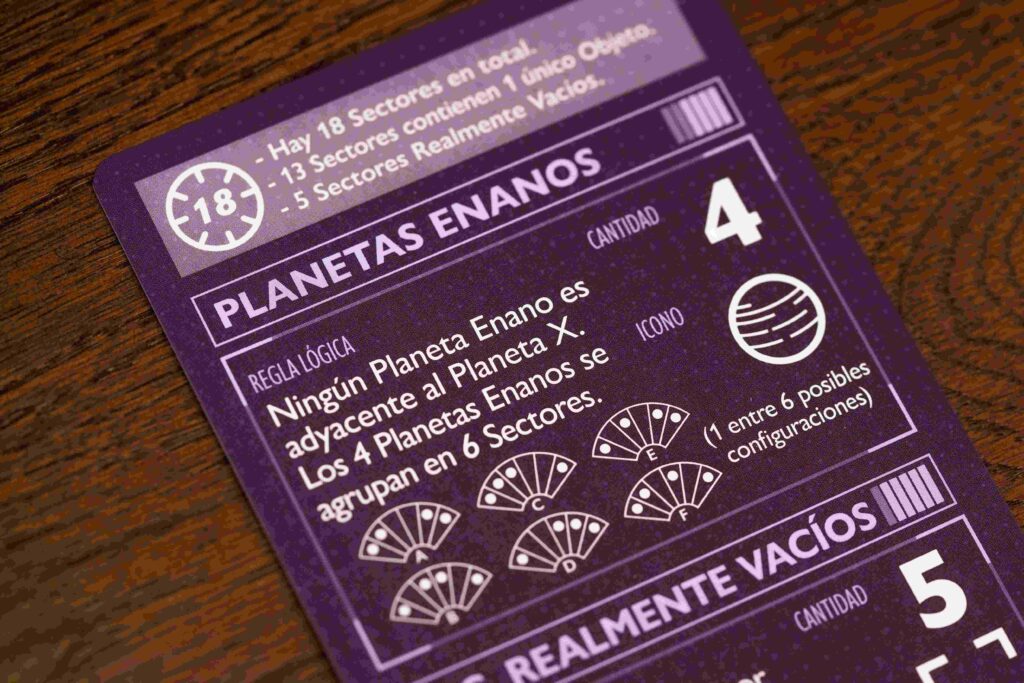 18
- Hay 18 Sectores en total.
- 13 Sectores contienen 1 único Objeto.
- 5 Sectores Realmente Vacíos.
PLANETAS ENANOS
REGLA LÓGICA
Ningún Planeta Enano es
adyacente al Planeta X.
Los 4 Planetas Enanos se
agrupan en 6 Sectores.
CANTIDAD
4
ICONO
(1 entre 6 posibles
configuraciones)
A
B
C
D
E
F
REALMENTE VACÍOS
CANTIDAD
5